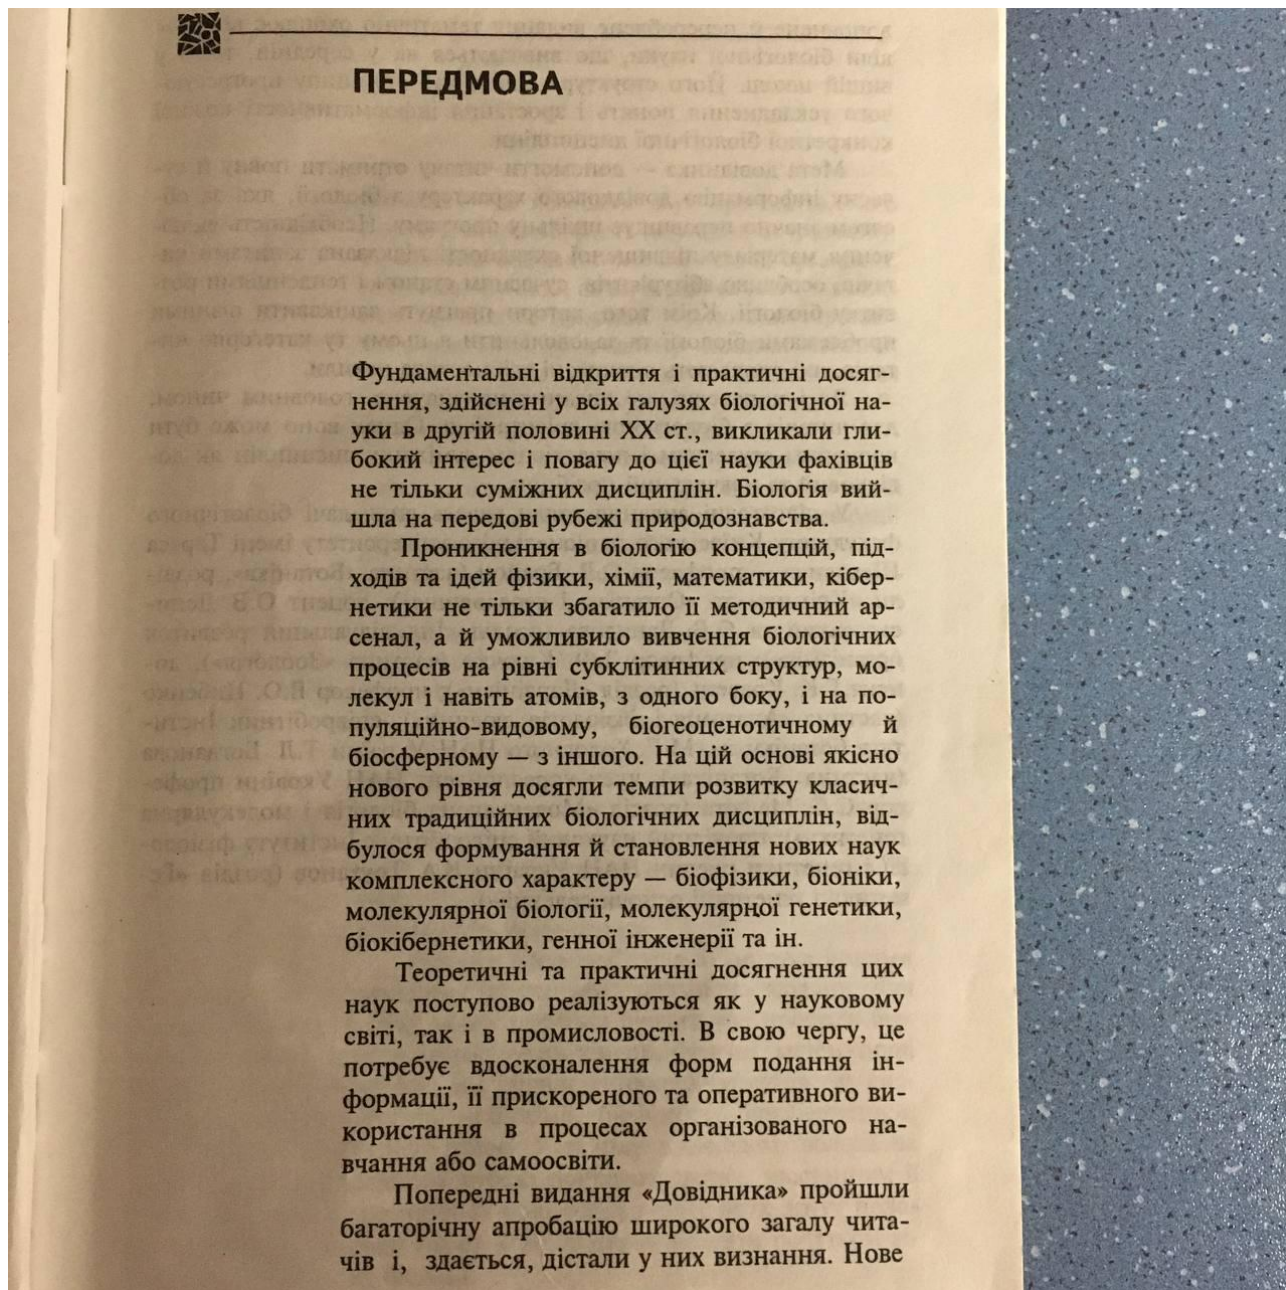 ПЕРЕДМОВА
Фундаментальні відкриття і практичні досяг-
нення, здійснені у всіх галузях біологічної на-
уки в другій половині XX ст., викликали гли-
бокий інтерес і повагу до цієї науки фахівців
не тільки суміжних дисциплін. Біологія вий-
шла на передові рубежі природознавства.
Проникнення в біологію концепцій, під-
ходів та ідей фізики, хімії, математики, кібер-
нетики не тільки збагатило її методичний ар-
сенал, а й уможливило вивчення біологічних
процесів на рівні субклітинних структур, мо-
лекул і навіть атомів, з одного боку, і на по-
пуляційно-видовому, біогеоценотичному й
біосферному — з іншого. На цій основі якісно
нового рівня досягли темпи розвитку класич-
них традиційних біологічних дисциплін, від-
булося формування й становлення нових наук
комплексного характеру — біофізики, біоніки,
молекулярної біології, молекулярної генетики,
біокібернетики, генної інженерії та ін.
Теоретичні та практичні досягнення цих
наук поступово реалізуються як у науковому
світі, так і в промисловості. В свою чергу, це
потребує вдосконалення форм подання ін-
формації, її прискореного та оперативного ви-
користання в процесах організованого на-
вчання або самоосвіти.
Попередні видання «Довідника» пройшли
багаторічну апробацію широкого загалу чита-
чів і, здається, дістали у них визнання. Нове